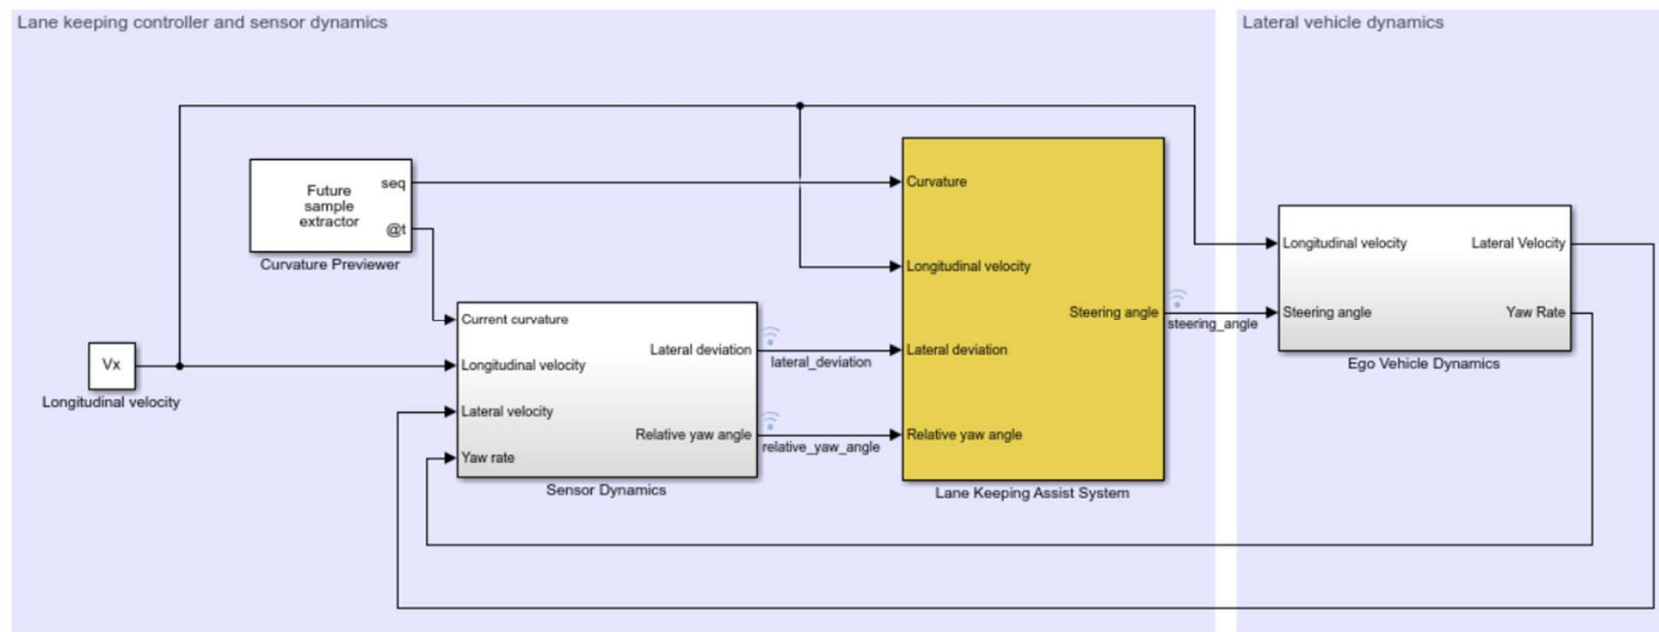 Lane keeping controller and sensor dynamics
Lateral vehicle dynamics
Future
sample
extractor
seq
@t
Curvature Previewer
Vx
Longitudinal velocity
Current curvature
Longitudinal velocity
Lateral velocity
Yaw rate
Lateral deviation
Relative yaw angle
Sensor Dynamics
lateral_deviation
relative_yaw_angle
Curvature
Longitudinal velocity
Lateral deviation
Relative yaw angle
Steering angle
Lane Keeping Assist System
steering_angle
Longitudinal velocity
Steering angle
Lateral Velocity
Yaw Rate
Ego Vehicle Dynamics